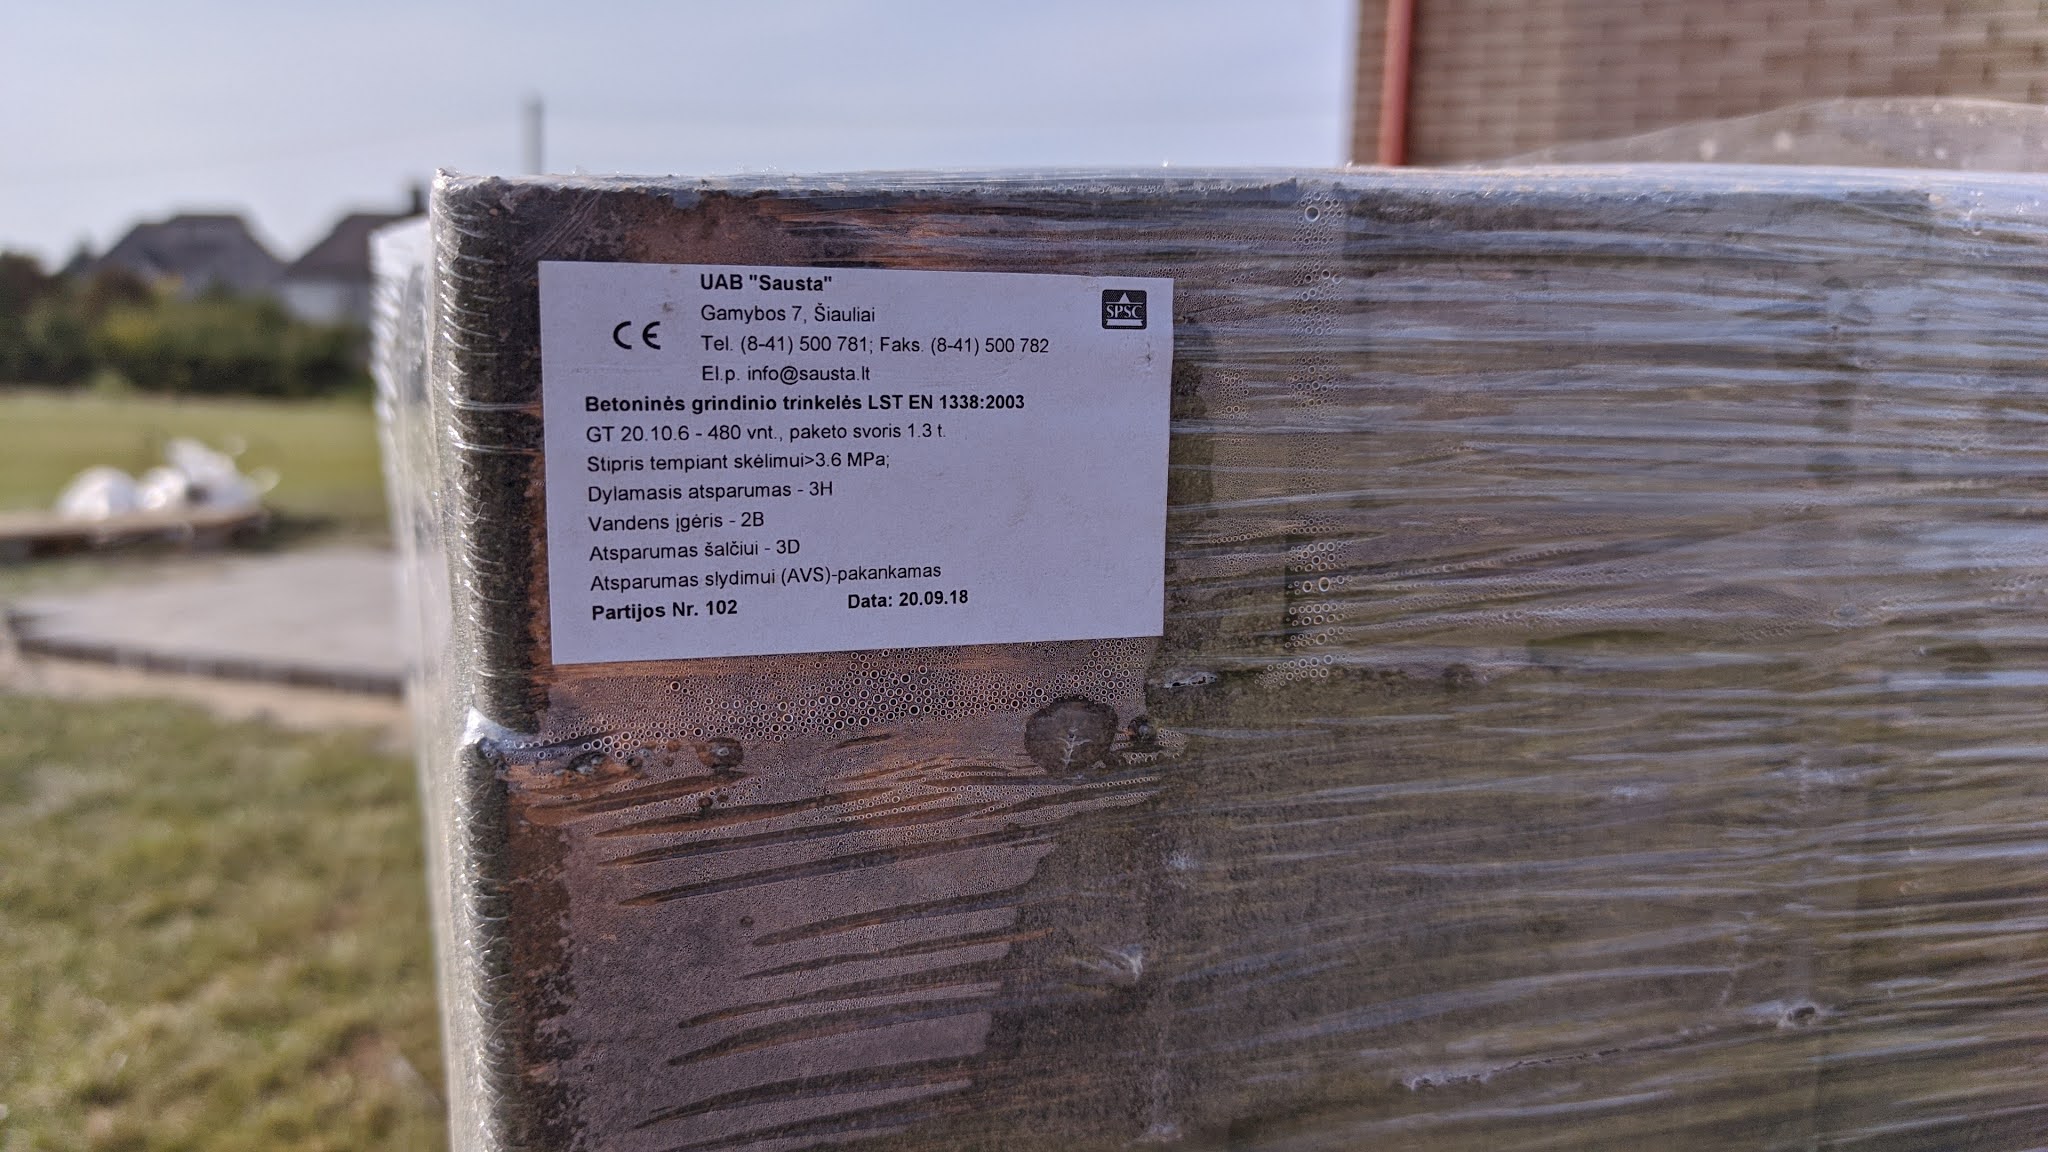 UAB "Sausta"
Gamybos 7, Šiauliai
CE
SPSC
Tel. (8-41) 500 781; Faks. (8-41) 500 782
El.p. info@sausta.lt
Betoninės grindinio trinkelės LST EN 1338:2003
GT 20.10.6 - 480 vnt., paketo svoris 1.3 t.
Stipris tempiant skėlimui>3.6 MPa;
Dylamasis atsparumas - 3H
Vandens įgėris - 2B
Atsparumas šalčiui - 3D
Atsparumas slydimui (AVS)-pakankamas
Partijos Nr. 102 Data: 20.09.18